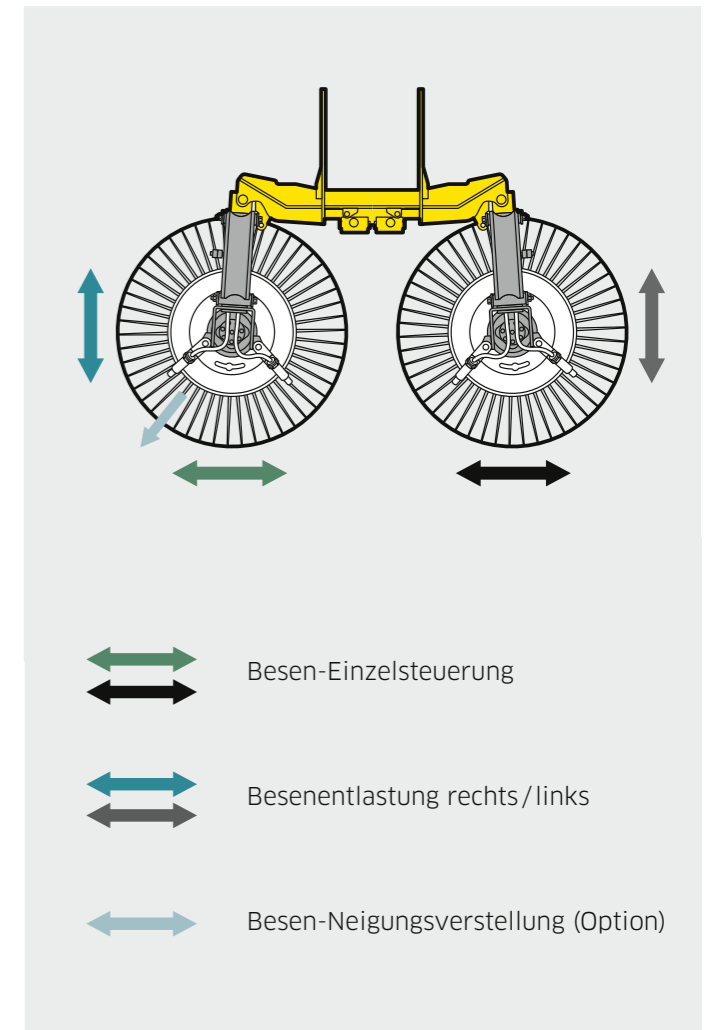 Besen-Einzelsteuerung
Besenentlastung rechts/links
Besen-Neigungsverstellung (Option)